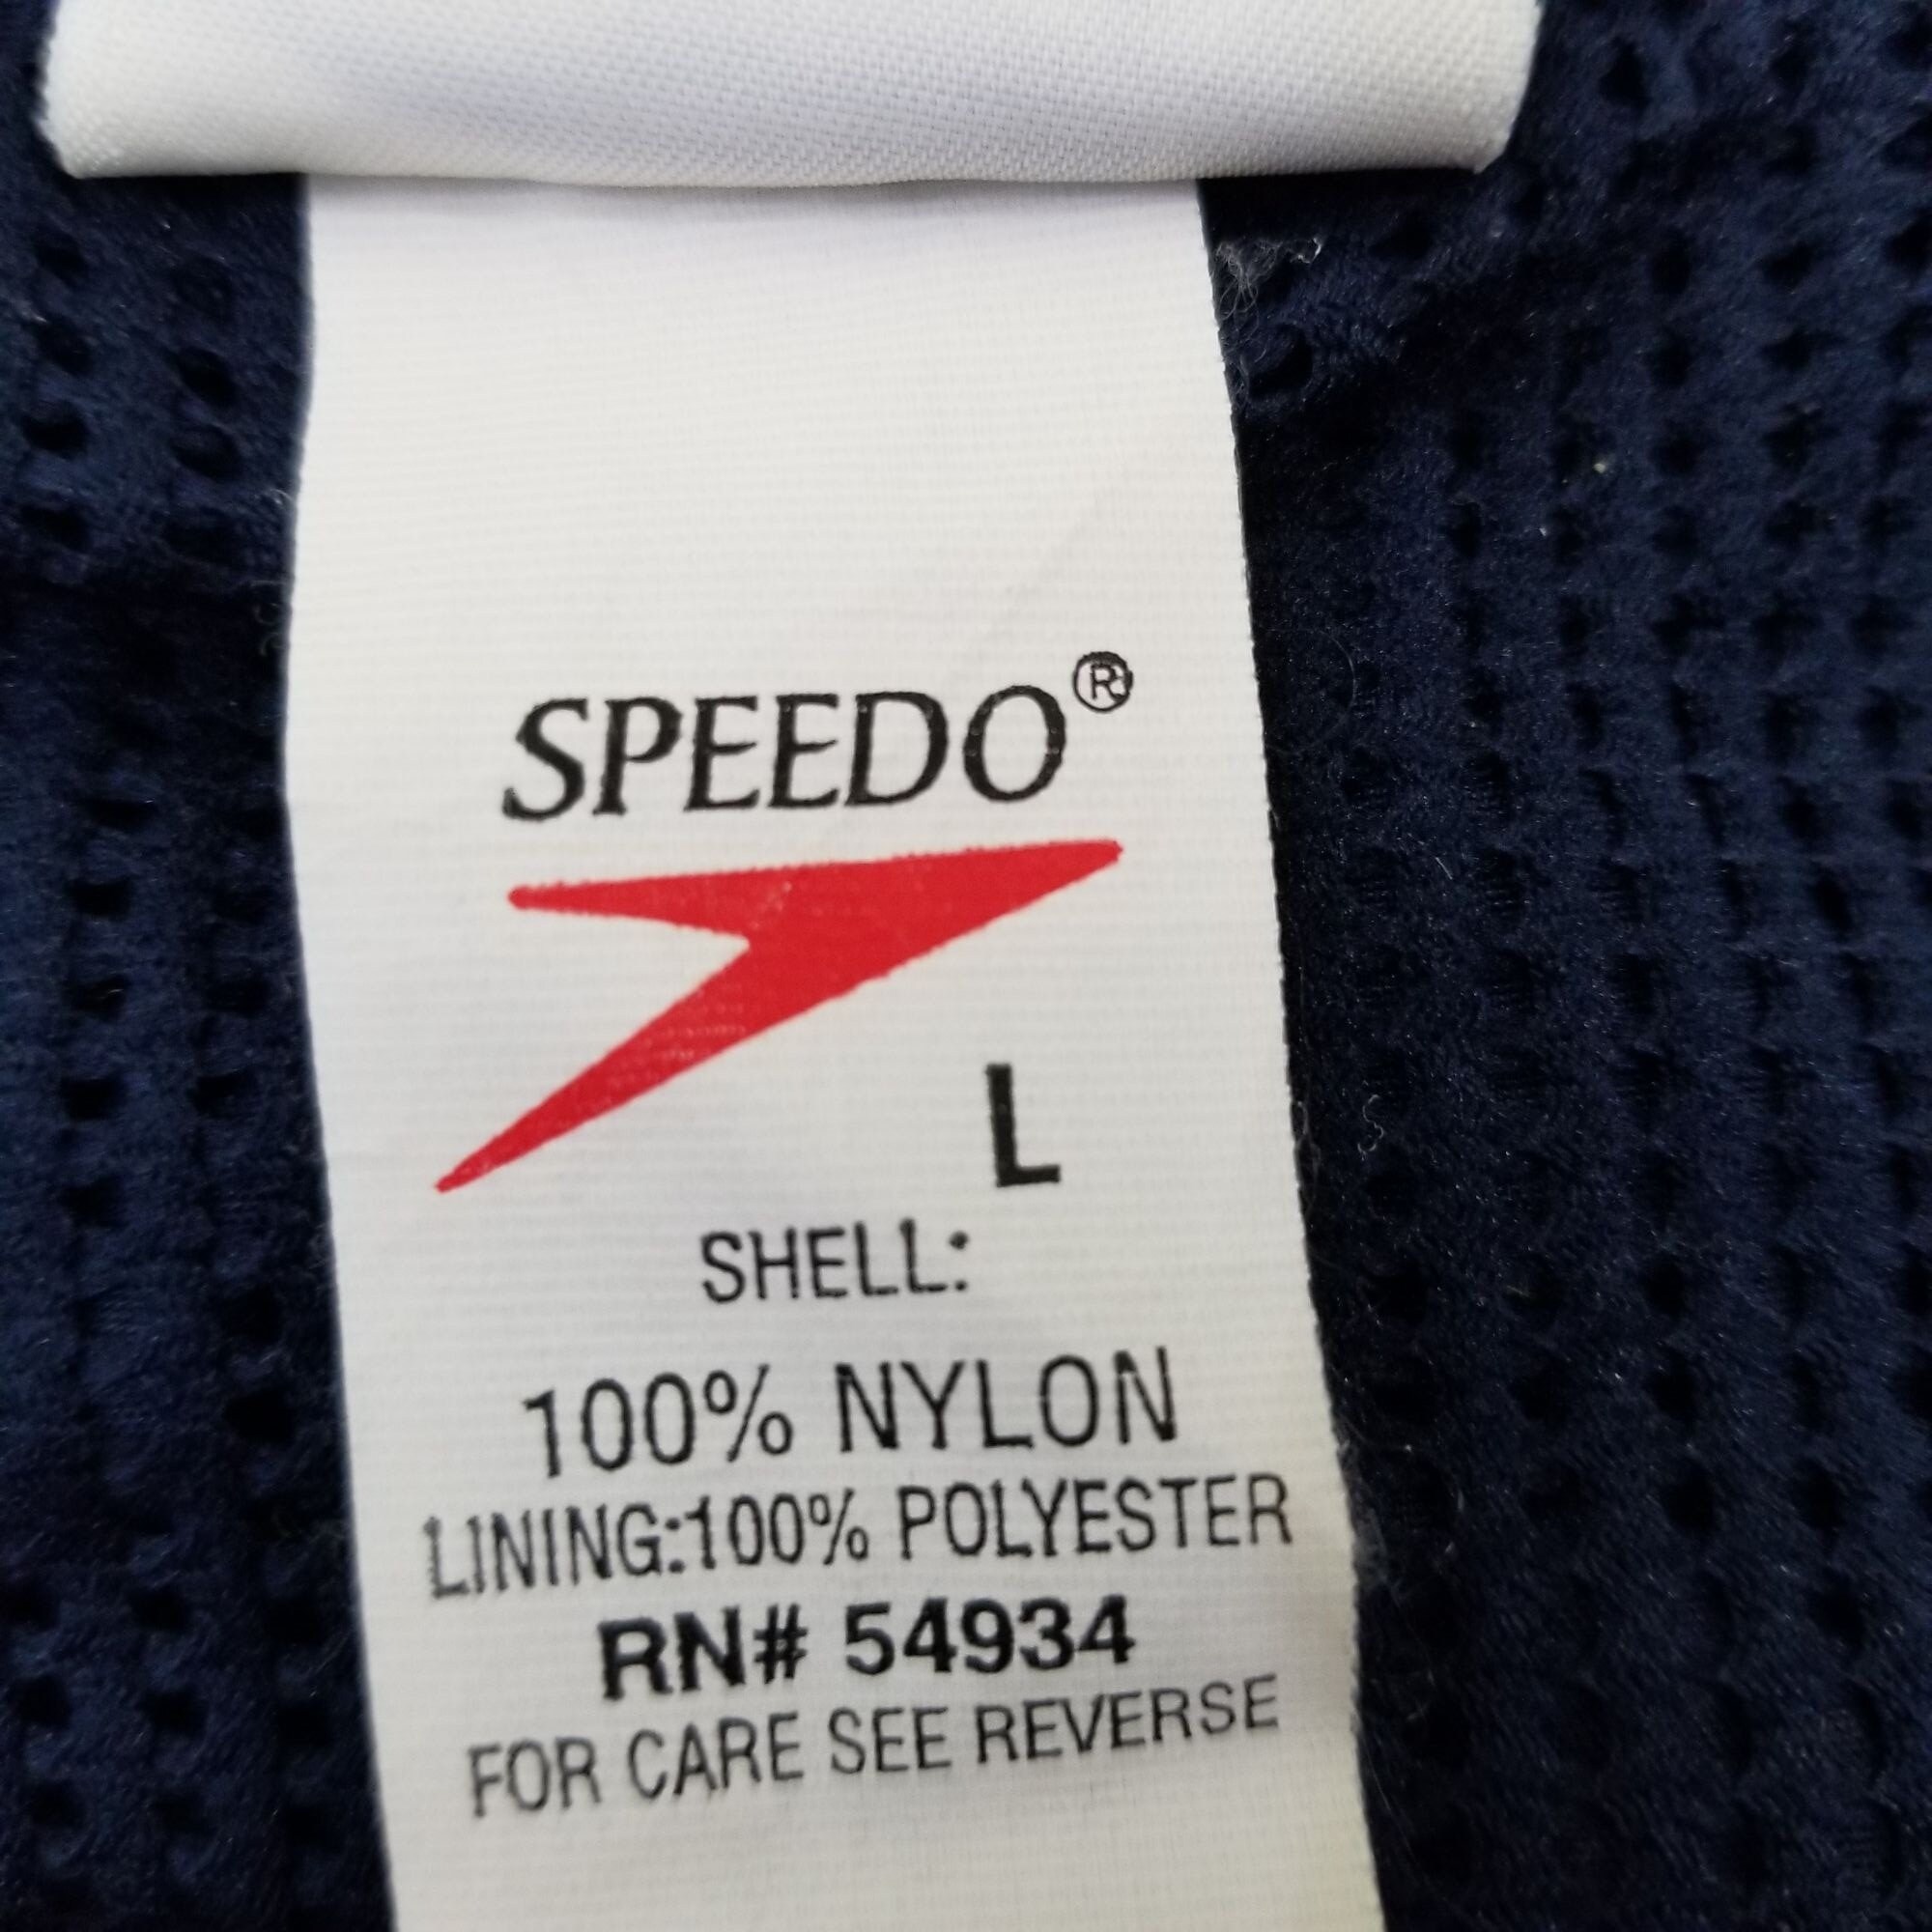 SPEEDO®
L
SHELL:
100% NYLON
LINING:100% POLYESTER
RN# 54934
FOR CARE SEE REVERSE